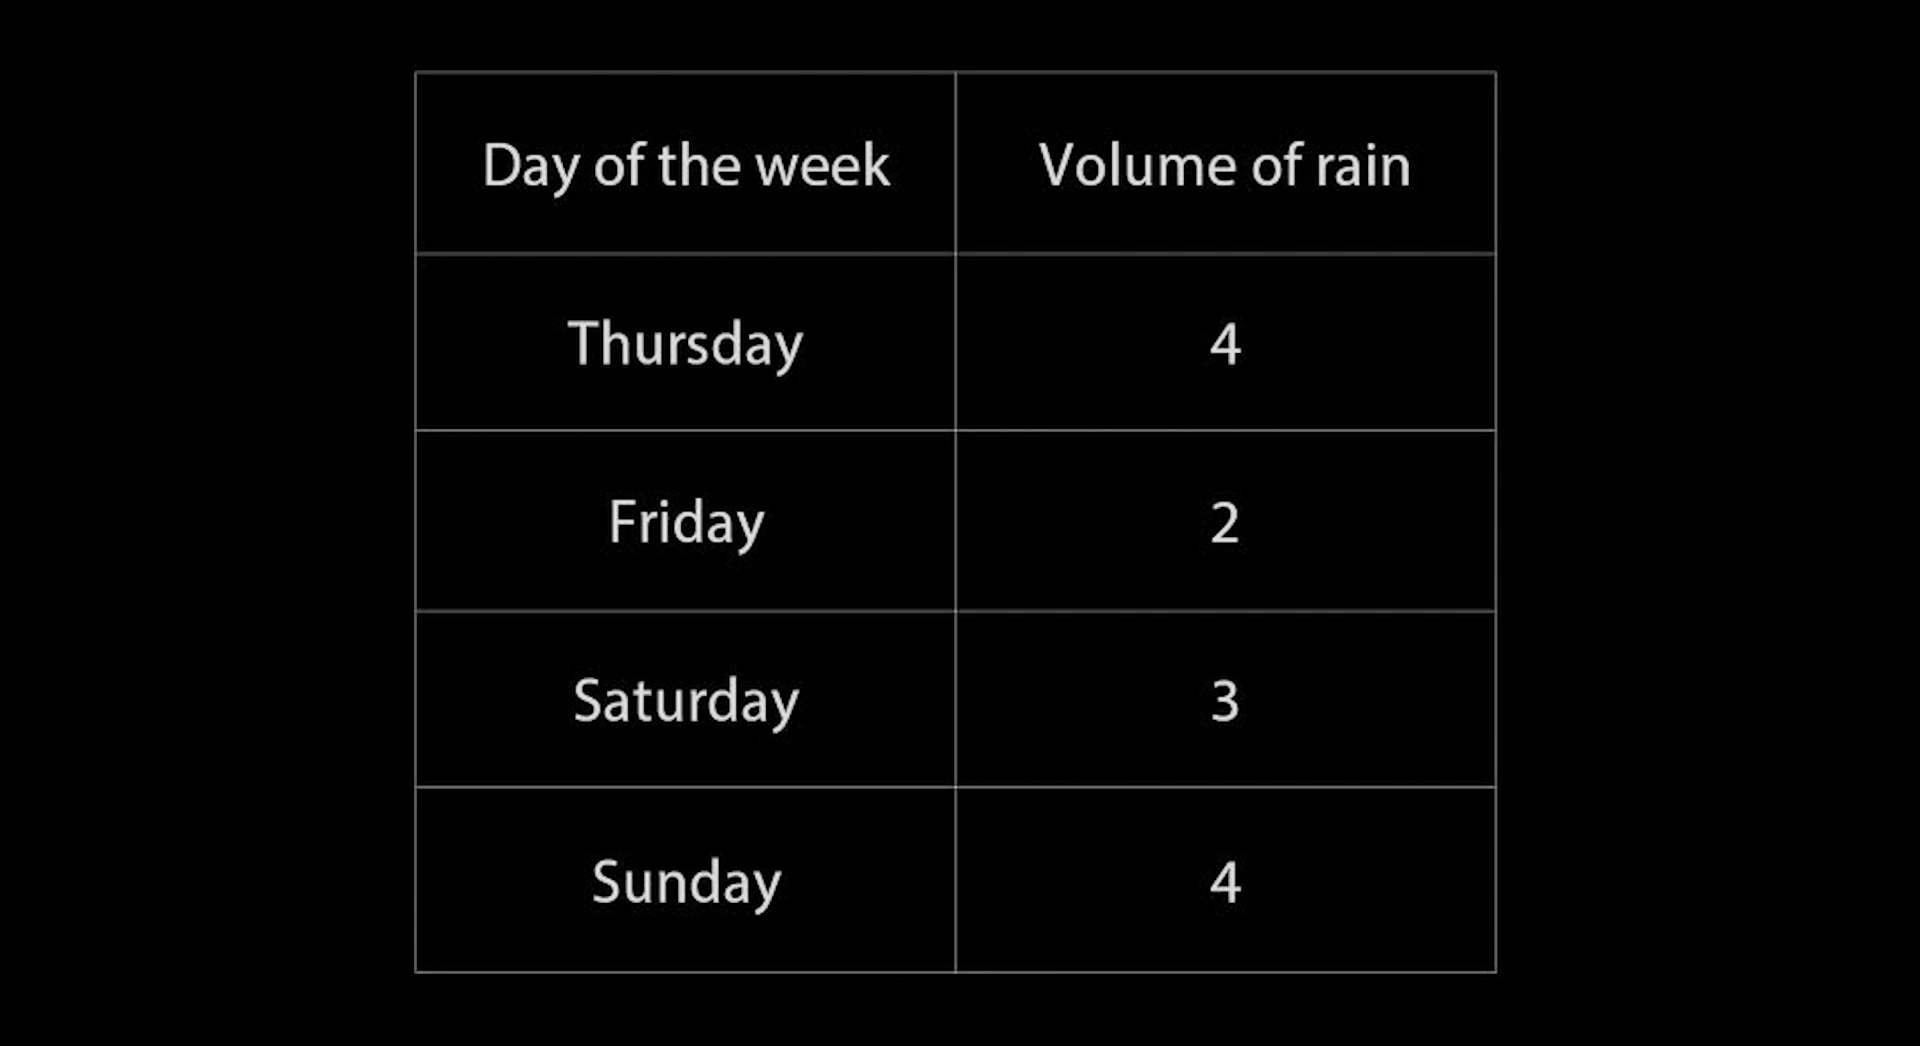 Day of the week Volume of rain
Thursday 4
Friday 2
Saturday 3
Sunday 4